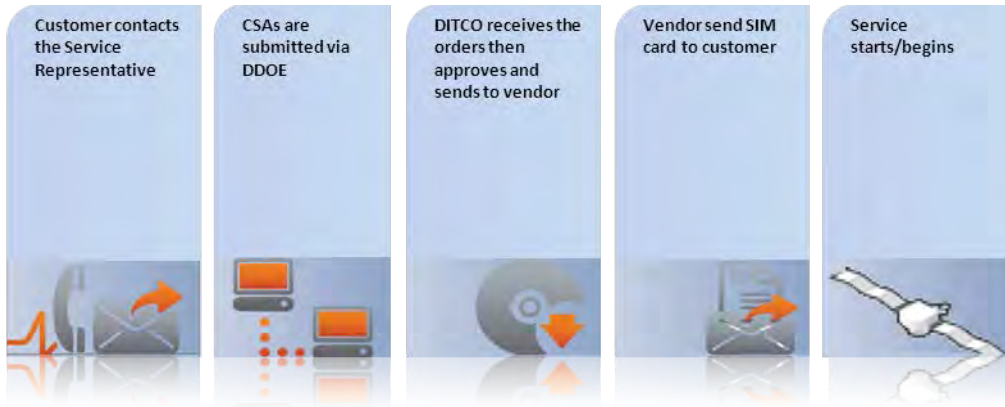 Customer contacts
the Service
Representative
CSAs are
submitted via
DDOE
DITCO receives the
orders then
approves and
sends to vendor
Vendor send SIM
card to customer
Service
starts/begins